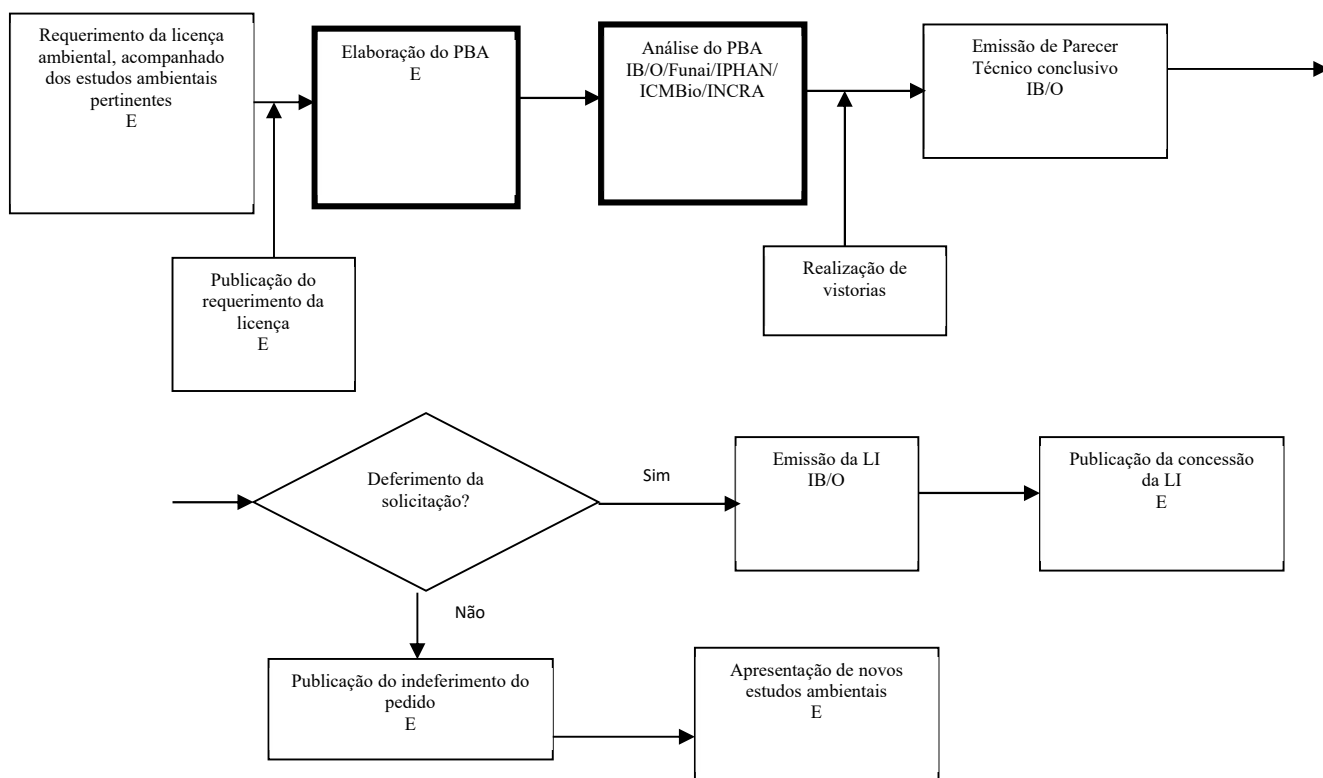 Requerimento da licença
ambiental, acompanhado
dos estudos ambientais
pertinentes
E
Elaboração do PBA
E
Análise do PBA
IB/O/Funai/IPHAN/
ICMBio/INCRA
Emissão de Parecer
Técnico conclusivo
IB/O
Publicação do
requerimento da
licença
E
Realização de
vistorias
Deferimento da
solicitação?
Sim
Emissão da LI
IB/O
Publicação da concessão
da LI
E
Não
Publicação do indeferimento do
pedido
E
Apresentação de novos
estudos ambientais
E